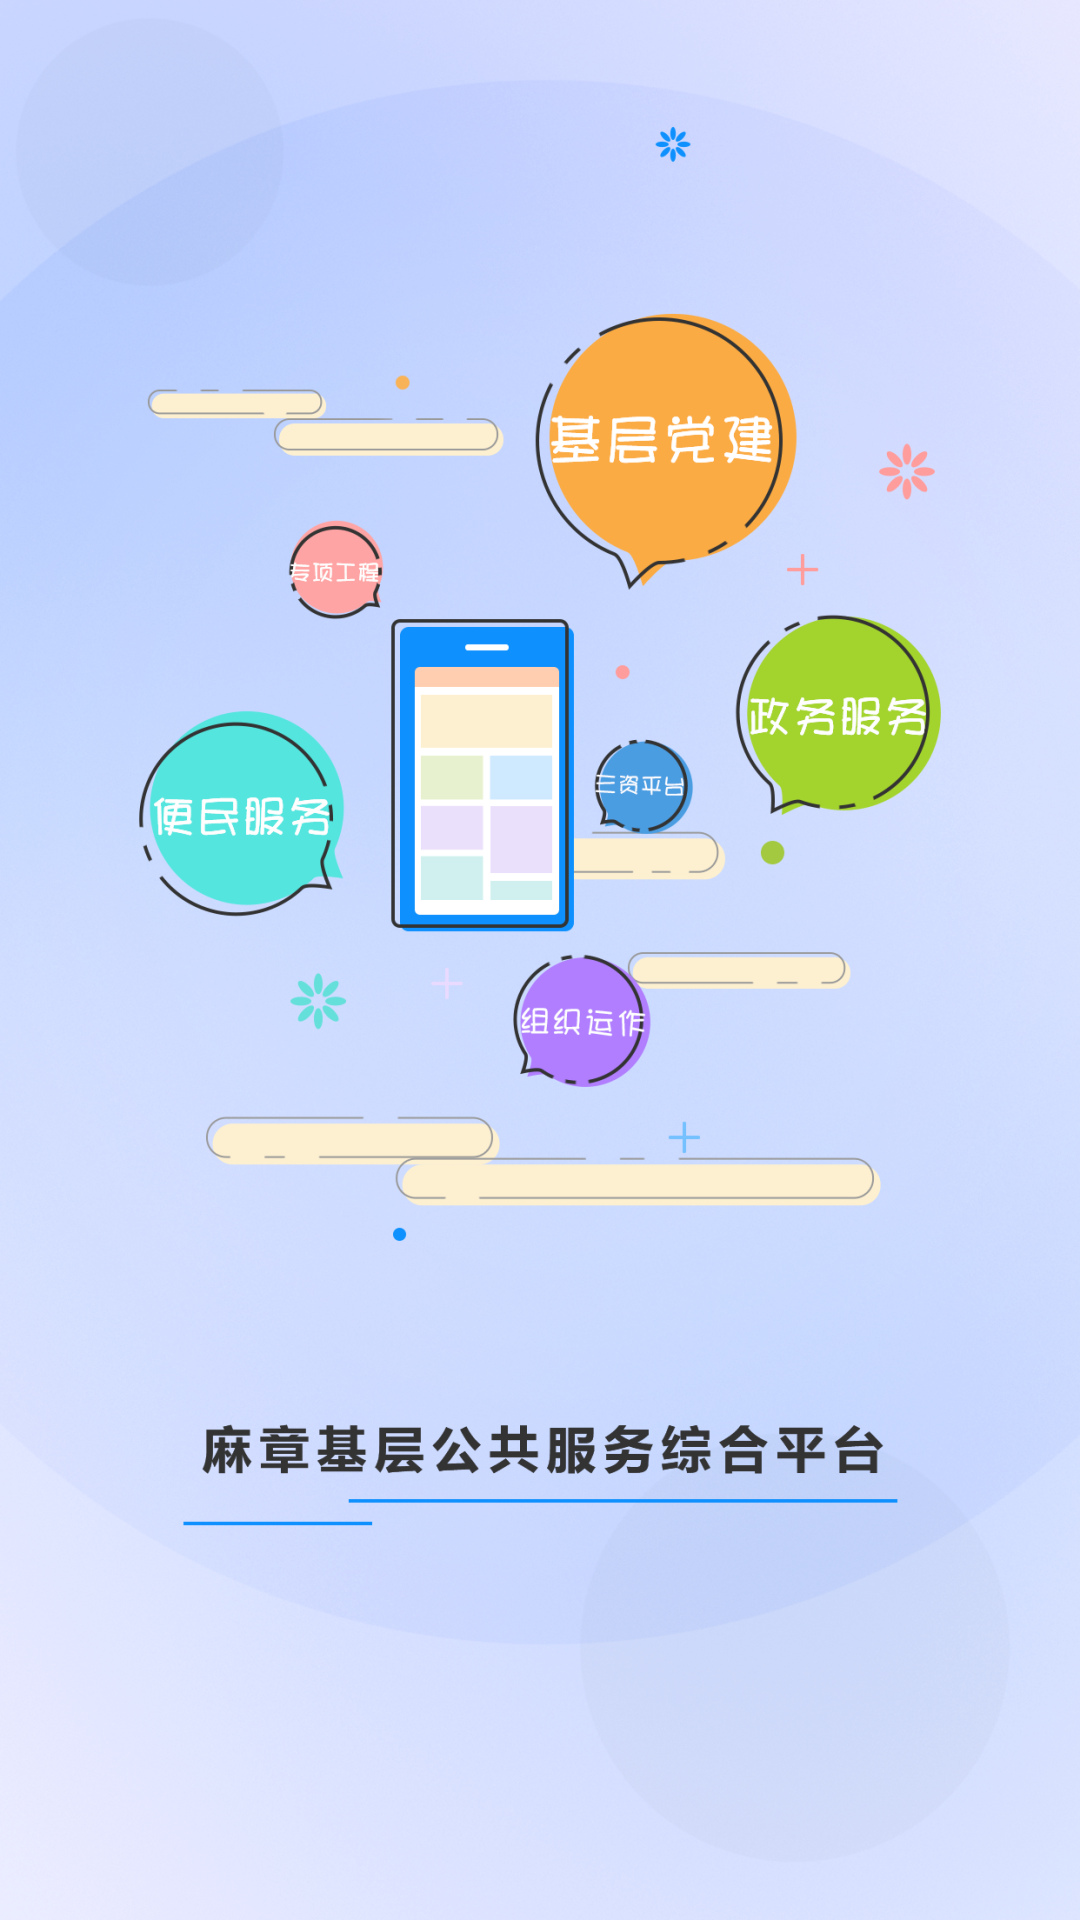 基层党建
专项工程
政务服务
三资平台
便民服务
组织运作
麻章基层公共服务综合平台